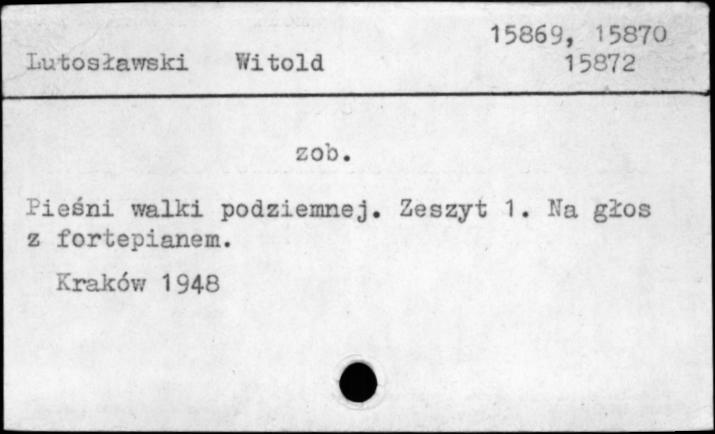 15869, 15870
Lutosławski Witold 15872
zob.
Pieśni walki podziemnej. Zeszyt 1. Na głos
z fortepianem.
Kraków 1948